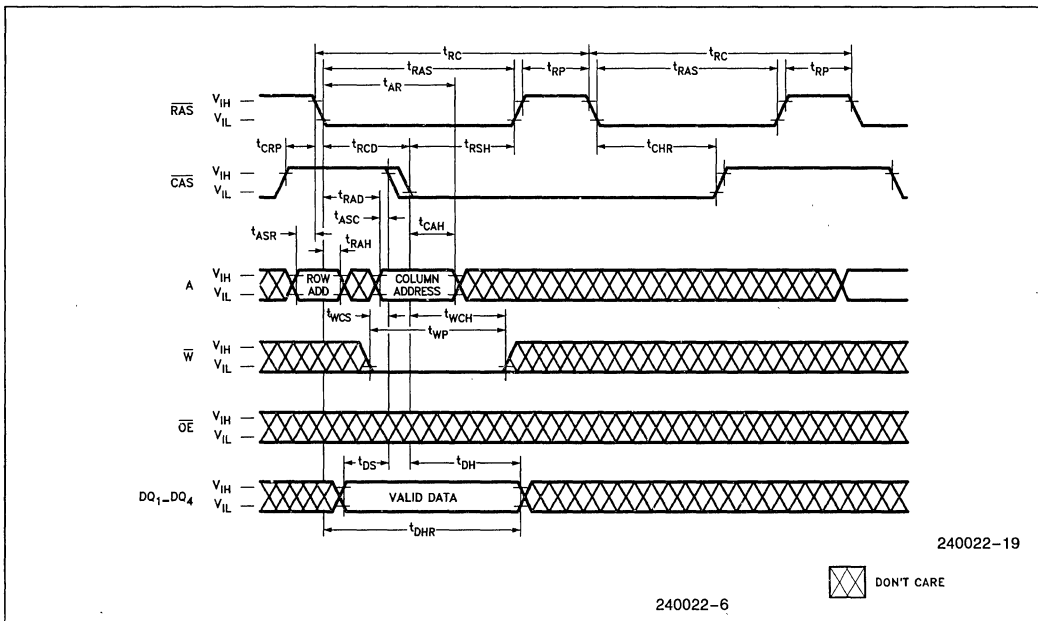 tRC tRC
tRAS tRP tRAS tRP
tAR
RAS VIH
VIL
tCRP tRCD tRSH tCHR
CAS VIH
VIL
tRAD
tASC tCAH
tASR tRAH
A VIH
VIL
ROW ADD
COLUMN ADDRESS
tWCS tWCH
tWP
W VIH
VIL
OE VIH
VIL
tDS tDH
DQ1–DQ4 VIH
VIL
VALID DATA
tDHR
240022–19
DON'T CARE
240022–6